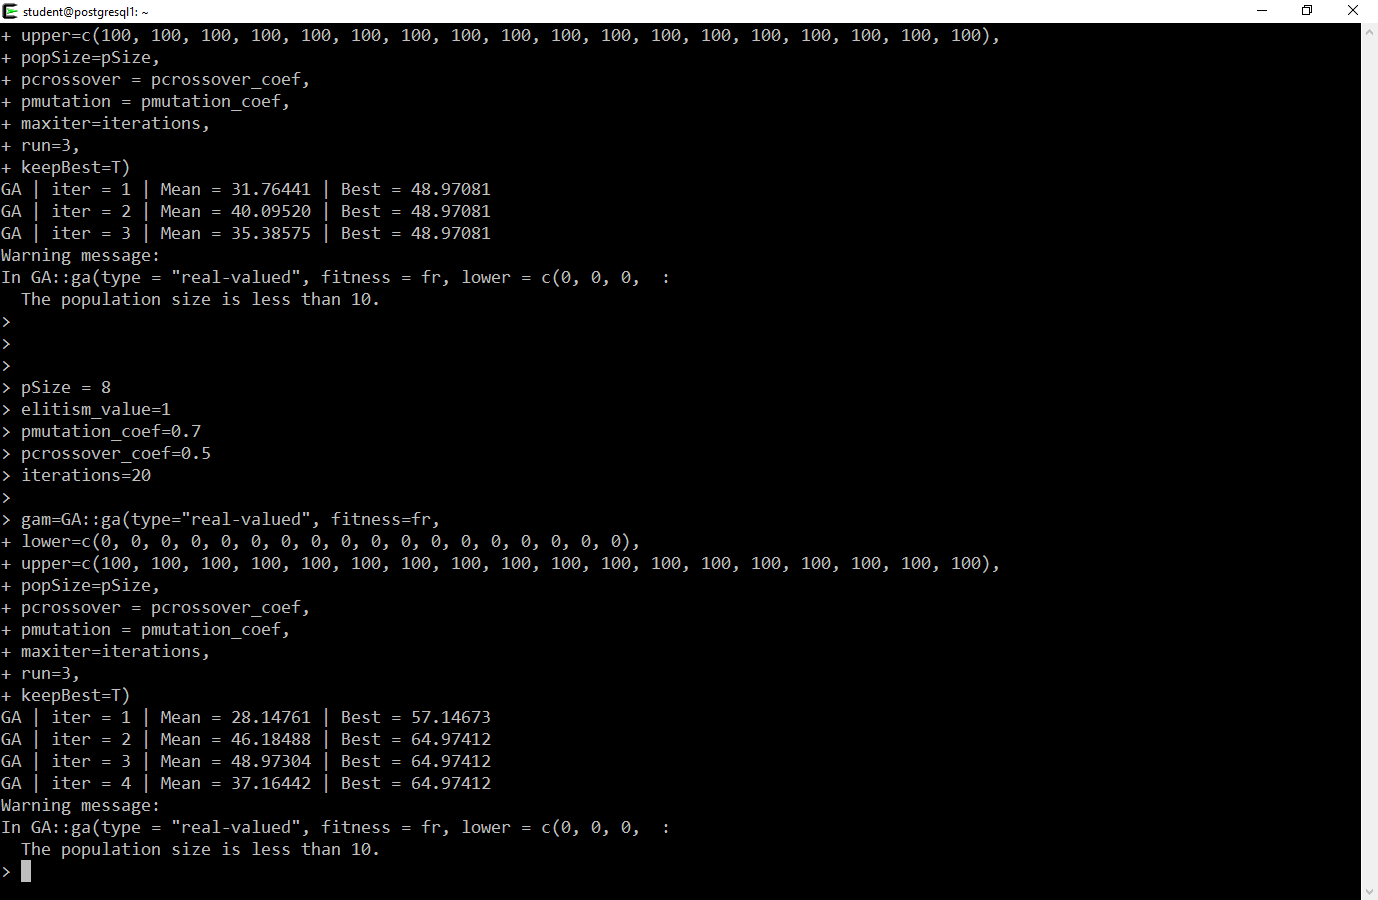 student@postgresql1: ~
+ upper=c(100, 100, 100, 100, 100, 100, 100, 100, 100, 100, 100, 100, 100, 100, 100, 100, 100, 100),
+ popSize=pSize,
+ pcrossover = pcrossover_coef,
+ pmutation = pmutation_coef,
+ maxiter=iterations,
+ run=3,
+ keepBest=T)
GA | iter = 1 | Mean = 31.76441 | Best = 48.97081
GA | iter = 2 | Mean = 40.09520 | Best = 48.97081
GA | iter = 3 | Mean = 35.38575 | Best = 48.97081
Warning message:
In GA::ga(type = "real-valued", fitness = fr, lower = c(0, 0, 0,  :
  The population size is less than 10.
>
>
>
> pSize = 8
> elitism_value=1
> pmutation_coef=0.7
> pcrossover_coef=0.5
> iterations=20
>
> gam=GA::ga(type="real-valued", fitness=fr,
+ lower=c(0, 0, 0, 0, 0, 0, 0, 0, 0, 0, 0, 0, 0, 0, 0, 0, 0, 0),
+ upper=c(100, 100, 100, 100, 100, 100, 100, 100, 100, 100, 100, 100, 100, 100, 100, 100, 100, 100),
+ popSize=pSize,
+ pcrossover = pcrossover_coef,
+ pmutation = pmutation_coef,
+ maxiter=iterations,
+ run=3,
+ keepBest=T)
GA | iter = 1 | Mean = 28.14761 | Best = 57.14673
GA | iter = 2 | Mean = 46.18488 | Best = 64.97412
GA | iter = 3 | Mean = 48.97304 | Best = 64.97412
GA | iter = 4 | Mean = 37.16442 | Best = 64.97412
Warning message:
In GA::ga(type = "real-valued", fitness = fr, lower = c(0, 0, 0,  :
  The population size is less than 10.
>